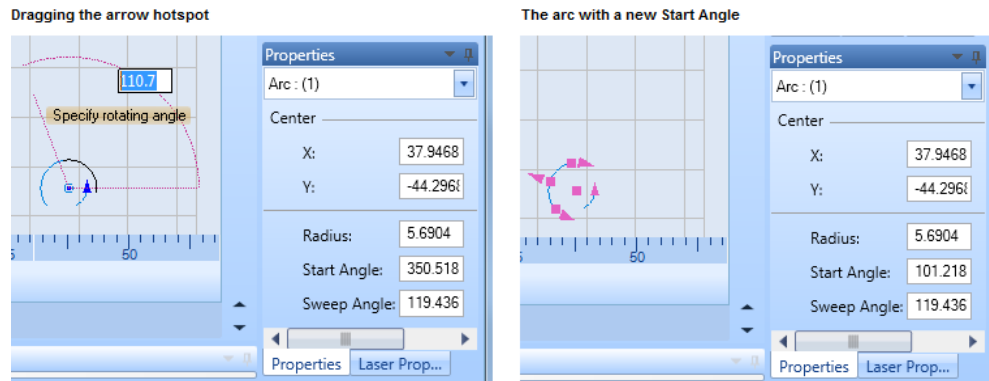 Dragging the arrow hotspot
Properties
Arc : (1)
110.7
Specify rotating angle
Center
X: 37.9468
Y: -44.2968
Radius: 5.6904
50
Start Angle: 350.518
Sweep Angle: 119.436
Properties Laser Prop...
The arc with a new Start Angle
Properties
Arc : (1)
Center
X: 37.9468
Y: -44.2968
Radius: 5.6904
50
Start Angle: 101.218
Sweep Angle: 119.436
Properties Laser Prop...